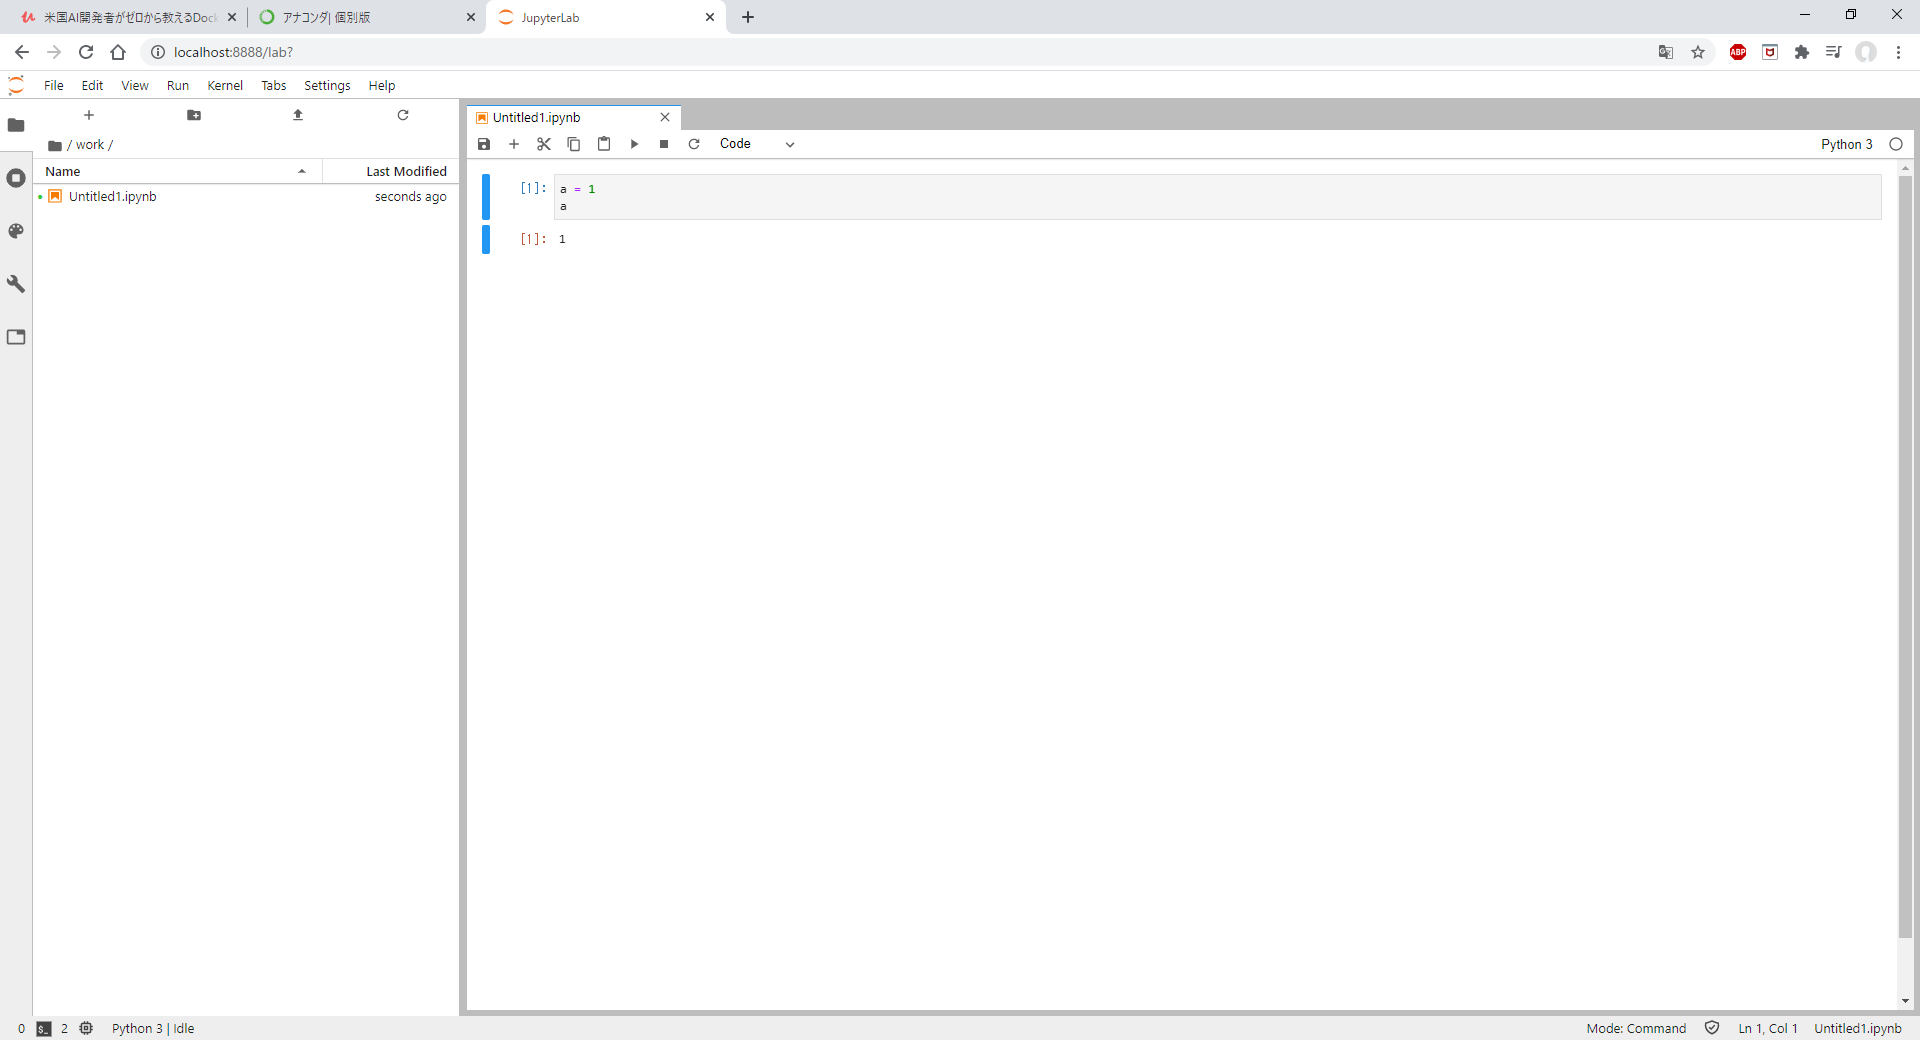 米国AI開発者がゼロから教えるDock
アナコンダ| 個別版
JupyterLab
localhost:8888/lab?
ABP
File Edit View Run Kernel Tabs Settings Help
/ work /
Name Last Modified
Untitled1.ipynb seconds ago
Untitled1.ipynb
Code
Python 3
[1]: a = 1
a
[1]: 1
0 $_ 2 Python 3 | Idle
Mode: Command Ln 1, Col 1 Untitled1.ipynb